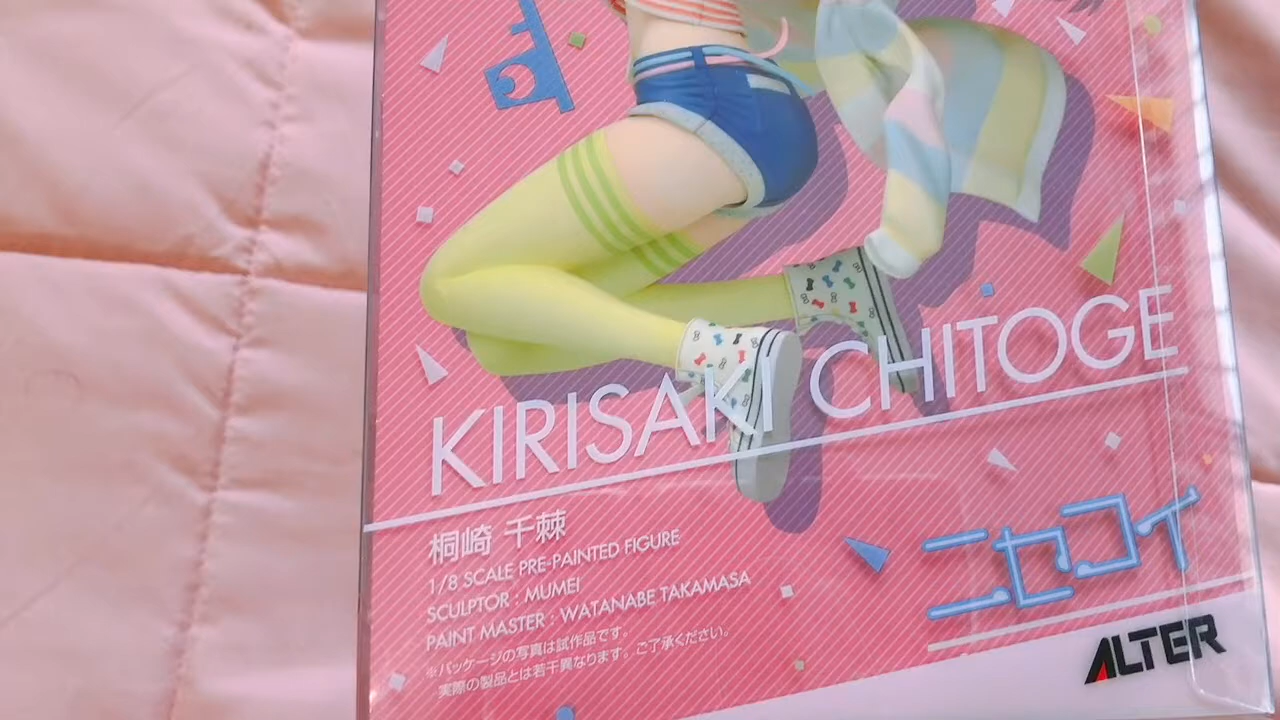 KIRISAKI CHITOGE
桐崎 千棘
1/8 SCALE PRE-PAINTED FIGURE
SCULPTOR : MUMEI
PAINT MASTER : WATANABE TAKAMASA
※パッケージの写真は試作品です。
実際の製品とは若干異なります。ご了承ください。
ニセコイ
ALTER